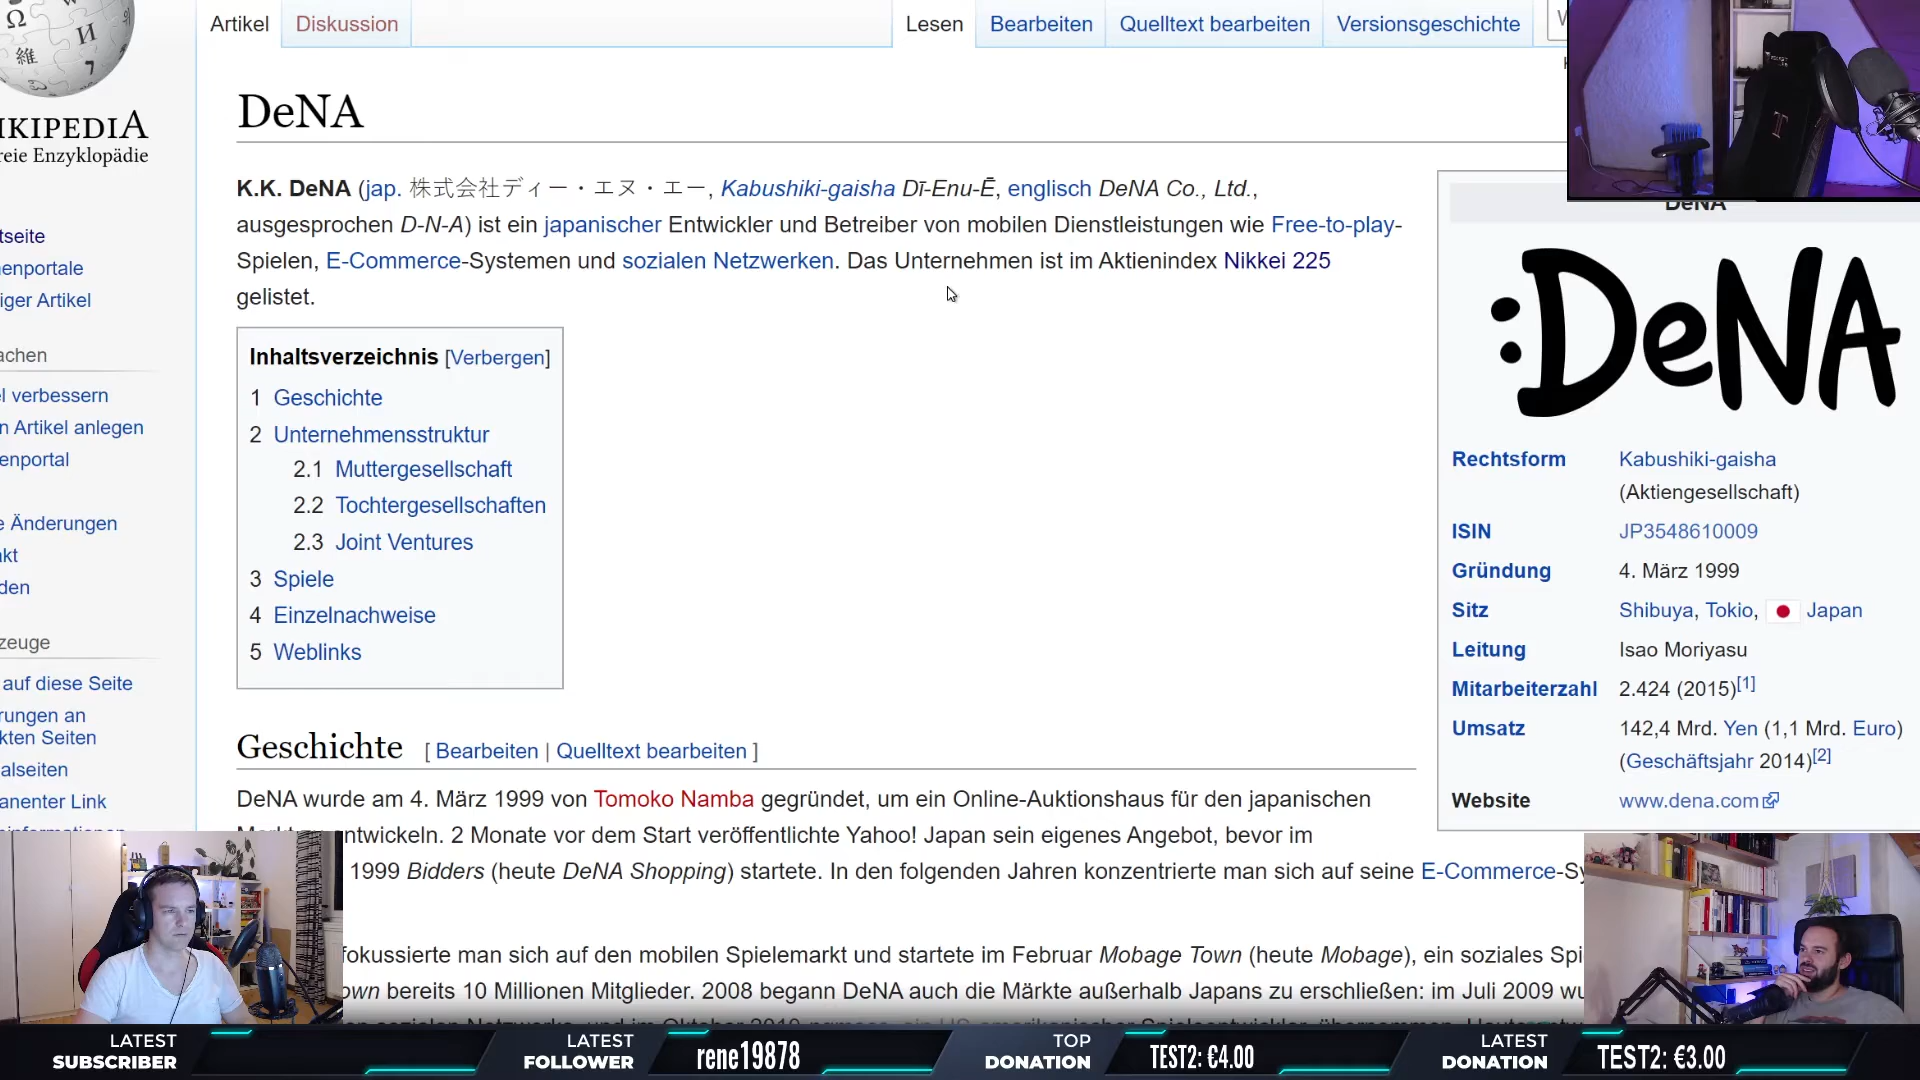 Artikel Diskussion Lesen Bearbeiten Quelltext bearbeiten Versionsgeschichte
IKIPEDIA
reie Enzyklopädie
DeNA
K.K. DeNA (jap. 株式会社ディー・エヌ・エー, Kabushiki-gaisha Dī-Enu-Ē, englisch DeNA Co., Ltd.,
ausgesprochen D-N-A) ist ein japanischer Entwickler und Betreiber von mobilen Dienstleistungen wie Free-to-play-
Spielen, E-Commerce-Systemen und sozialen Netzwerken. Das Unternehmen ist im Aktienindex Nikkei 225
gelistet.
tseite
enportale
iger Artikel
achen
l verbessern
n Artikel anlegen
enportal
e Änderungen
kt
den
zeuge
auf diese Seite
rungen an
kten Seiten
alseiten
anenter Link
Inhaltsverzeichnis [Verbergen]
1 Geschichte
2 Unternehmensstruktur
2.1 Muttergesellschaft
2.2 Tochtergesellschaften
2.3 Joint Ventures
3 Spiele
4 Einzelnachweise
5 Weblinks
DeNA
:DeNA
Rechtsform Kabushiki-gaisha
(Aktiengesellschaft)
ISIN JP3548610009
Gründung 4. März 1999
Sitz Shibuya, Tokio, Japan
Leitung Isao Moriyasu
Mitarbeiterzahl 2.424 (2015)[1]
Umsatz 142,4 Mrd. Yen (1,1 Mrd. Euro)
(Geschäftsjahr 2014)[2]
Website www.dena.com
Geschichte [ Bearbeiten | Quelltext bearbeiten ]
DeNA wurde am 4. März 1999 von Tomoko Namba gegründet, um ein Online-Auktionshaus für den japanischen
ntwickeln. 2 Monate vor dem Start veröffentlichte Yahoo! Japan sein eigenes Angebot, bevor im
1999 Bidders (heute DeNA Shopping) startete. In den folgenden Jahren konzentrierte man sich auf seine E-Commerce-Sy
fokussierte man sich auf den mobilen Spielemarkt und startete im Februar Mobage Town (heute Mobage), ein soziales Spi
own bereits 10 Millionen Mitglieder. 2008 begann DeNA auch die Märkte außerhalb Japans zu erschließen: im Juli 2009 wu
LATEST
SUBSCRIBER
LATEST
FOLLOWER
rene19878
TOP
DONATION
TEST2: €4.00
LATEST
DONATION
TEST2: €3.00